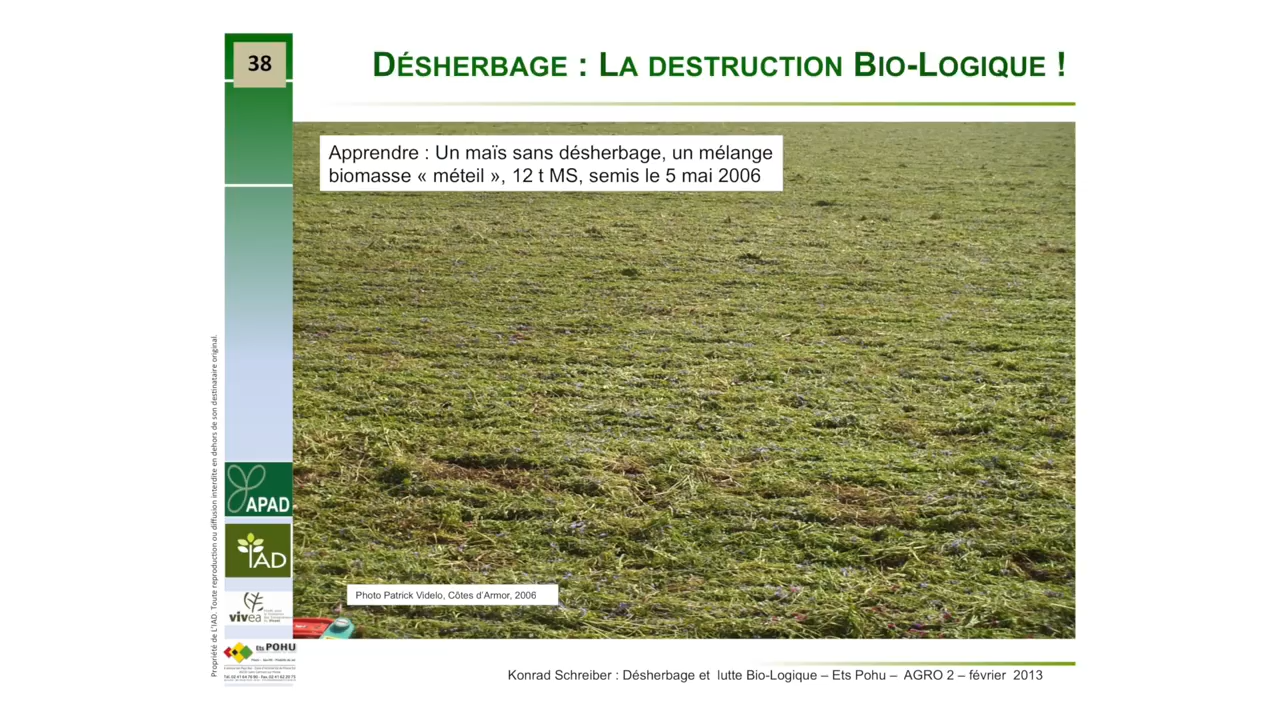 38
DÉSHERBAGE : LA DESTRUCTION BIO-LOGIQUE !
Apprendre : Un maïs sans désherbage, un mélange
biomasse « méteil », 12 t MS, semis le 5 mai 2006
Propriété de L'IAD. Toute reproduction ou diffusion interdite en dehors de son destinataire original.
APAD
IAD
vivea
Ets POHU
Photo Patrick Videlo, Côtes d'Armor, 2006
Konrad Schreiber : Désherbage et lutte Bio-Logique – Ets Pohu – AGRO 2 – février 2013